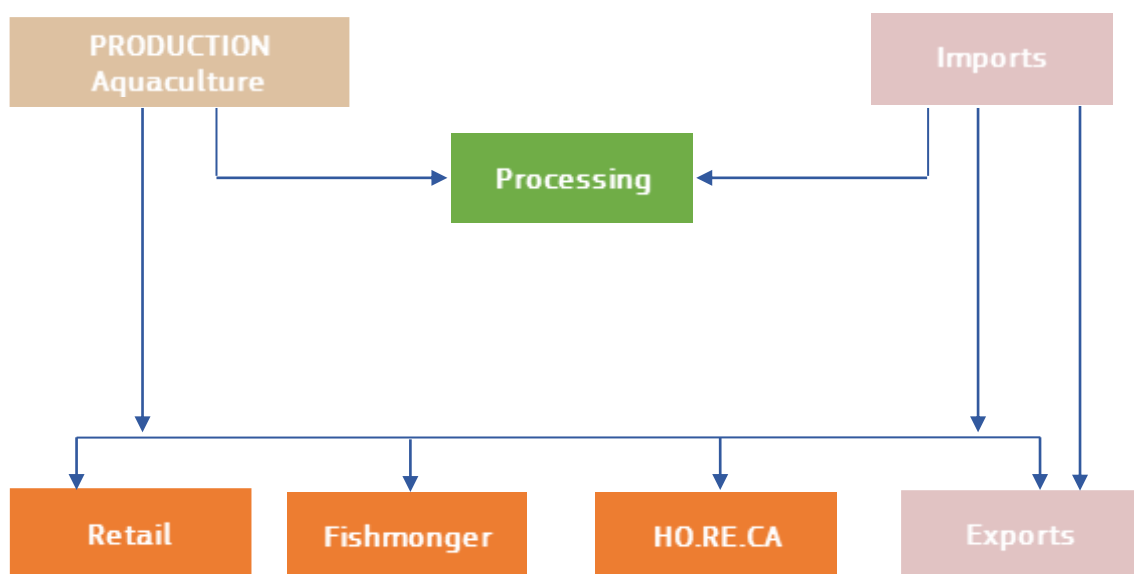 PRODUCTION
Aquaculture
Imports
Processing
Retail
Fishmonger
HO.RE.CA
Exports